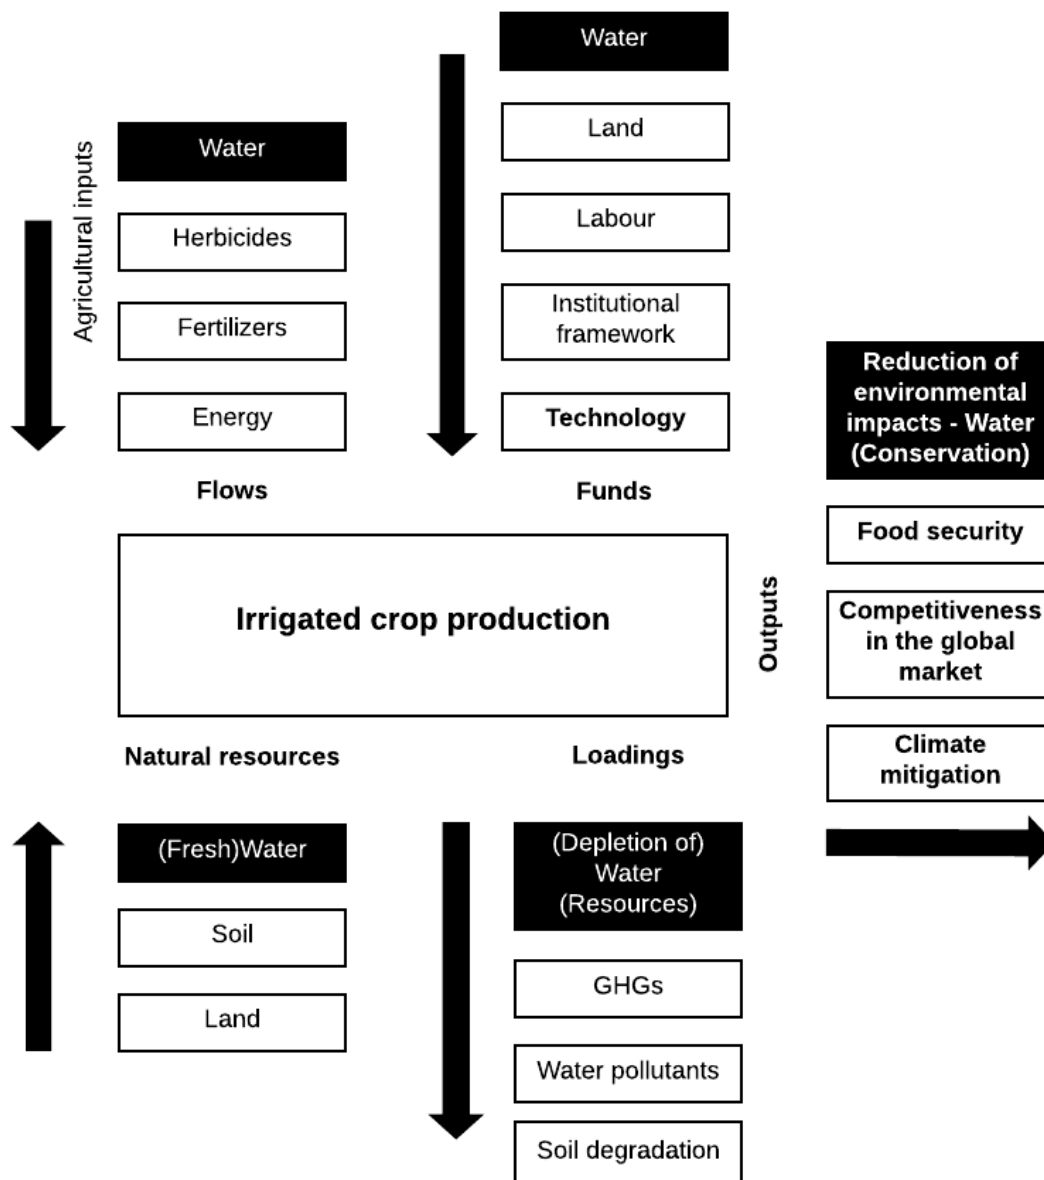 Water
Land
Labour
Institutional
framework
Technology
Funds
Agricultural inputs
Water
Herbicides
Fertilizers
Energy
Flows
Irrigated crop production
Outputs
Reduction of
environmental
impacts - Water
(Conservation)
Food security
Competitiveness
in the global
market
Climate
mitigation
Natural resources
(Fresh)Water
Soil
Land
Loadings
(Depletion of)
Water
(Resources)
GHGs
Water pollutants
Soil degradation